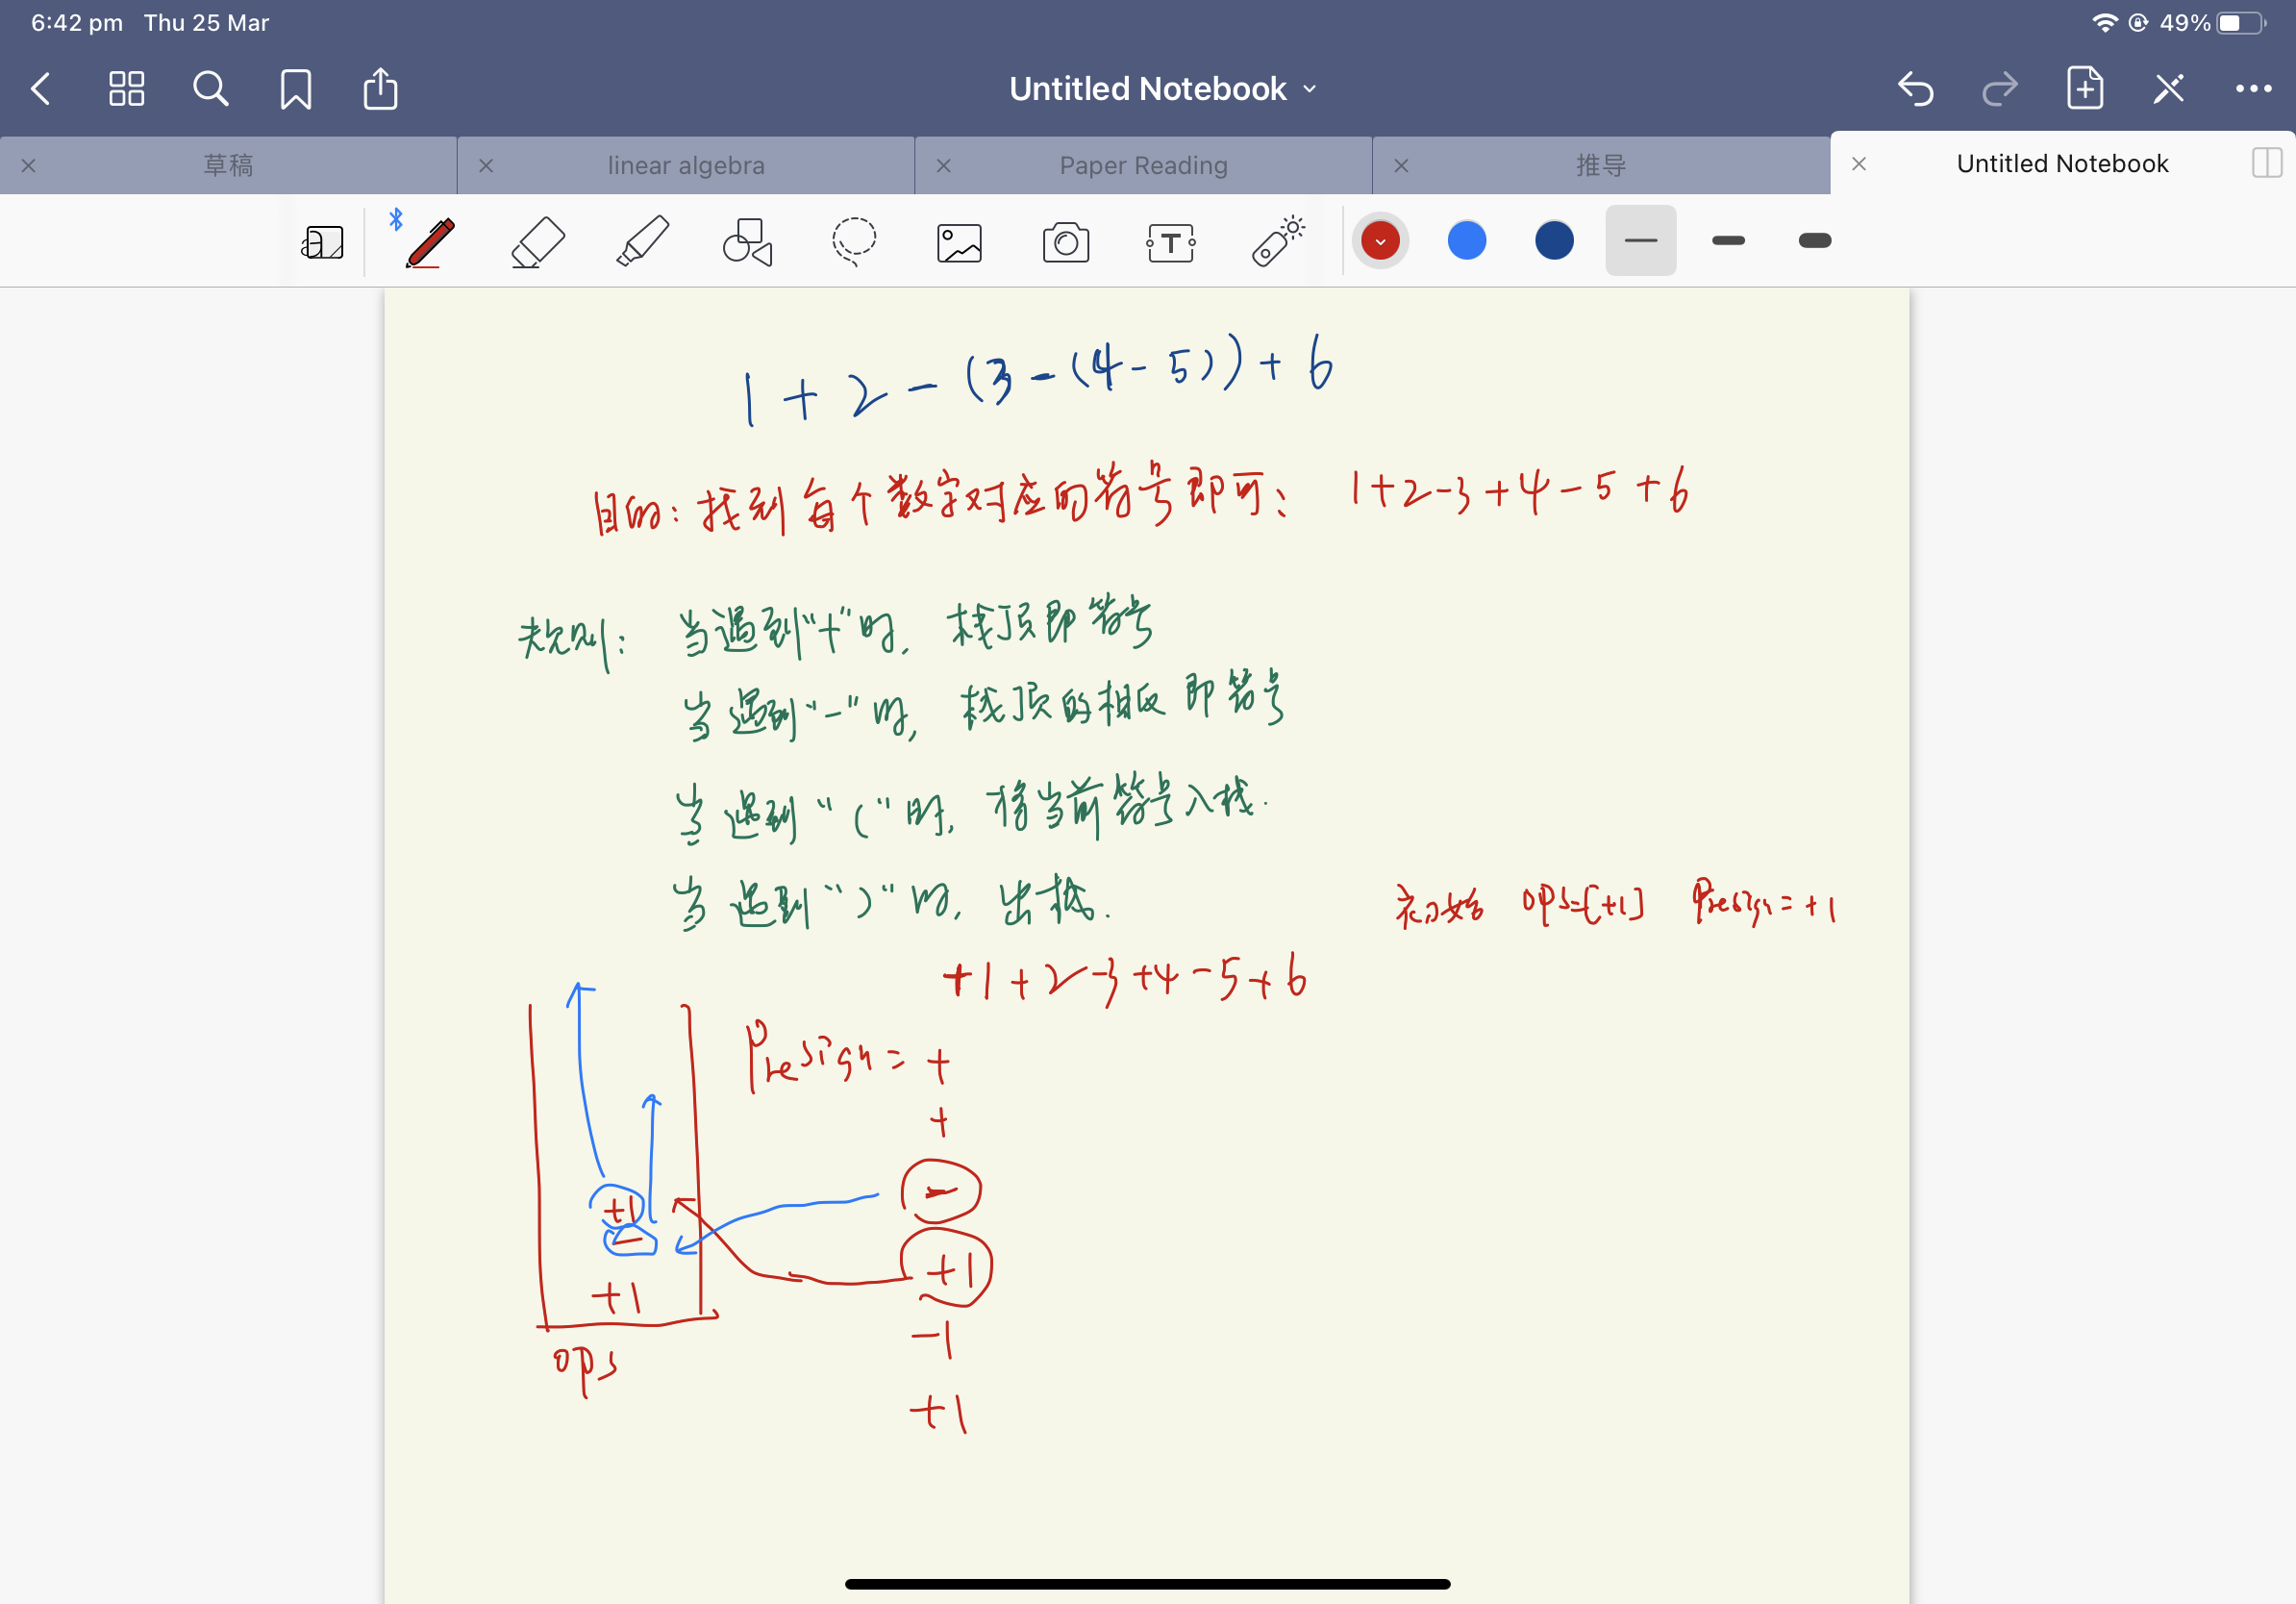 6:42 pm Thu 25 Mar 49%
Untitled Notebook
草稿 linear algebra Paper Reading 推导 Untitled Notebook
1 + 2 - (3 - (4 - 5)) + 6
目的: 找到每个数字对应的符号即可: 1+2-3+4-5+6
规则: 当遇到"+"时, 栈顶即符号
当遇到"-"时, 栈顶的相反即符号
当遇到"("时, 将当前符号入栈.
当遇到")"时, 出栈.
初始 ops=[+1] Presign = +1
+1+2-3+4-5+6
Presign = +
+
-
+1
+1
-
+1
-1
+1
ops